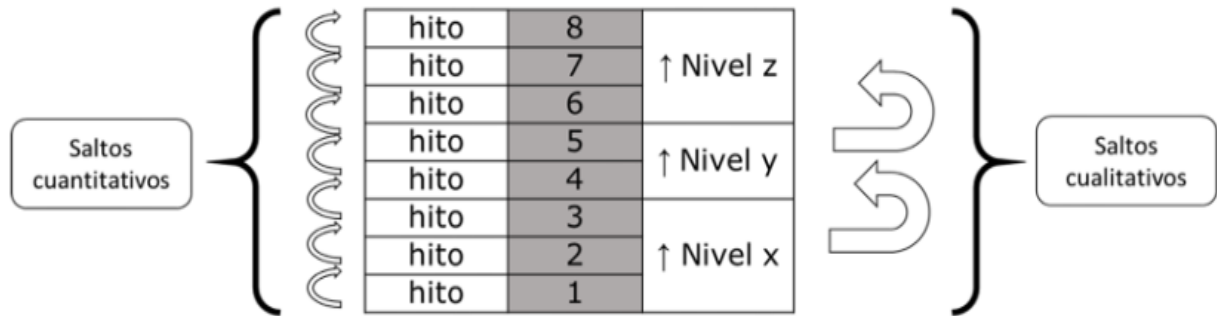 Saltos
cuantitativos
hito 8
hito 7
hito 6
↑ Nivel z
hito 5
hito 4
↑ Nivel y
hito 3
hito 2
hito 1
↑ Nivel x
Saltos
cualitativos